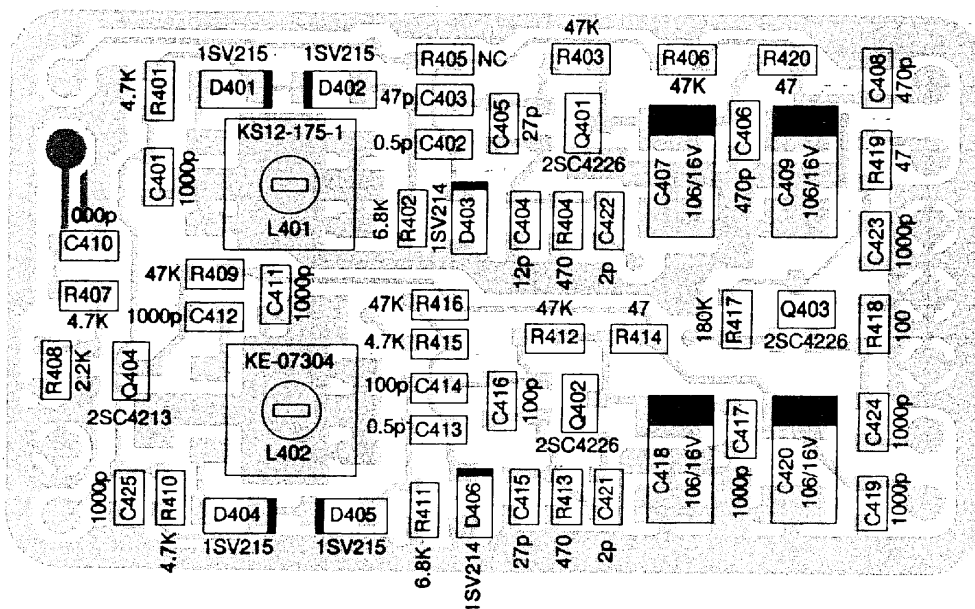 47K
1SV215 1SV215
R405 NC
R403
R406
R420
C408
470p
4.7K
R401
D401
D402
47p C403
C405
27p
Q401
2SC4226
47K
47
C406
470p
KS12-175-1
L401
0.5p C402
C407
106/16V
C409
106/16V
R419
47
C401
1000p
6.8K
R402
1SV214
D403
C404
12p
R404
470
C422
2p
C423
1000p
000p
C410
47K R409
C411
1000p
R407
4.7K
1000p C412
47K R416
47K
R412
47
R414
180K
R417
Q403
2SC4226
R418
100
4.7K R415
R408
2.2K
Q404
2SC4213
KE-07304
L402
100p C414
C416
100p
Q402
2SC4226
0.5p C413
C418
106/16V
C417
1000p
C420
106/16V
C424
1000p
1000p
C425
R410
4.7K
D404
1SV215
D405
1SV215
R411
6.8K
D406
1SV214
C415
27p
R413
470
C421
2p
C419
1000p